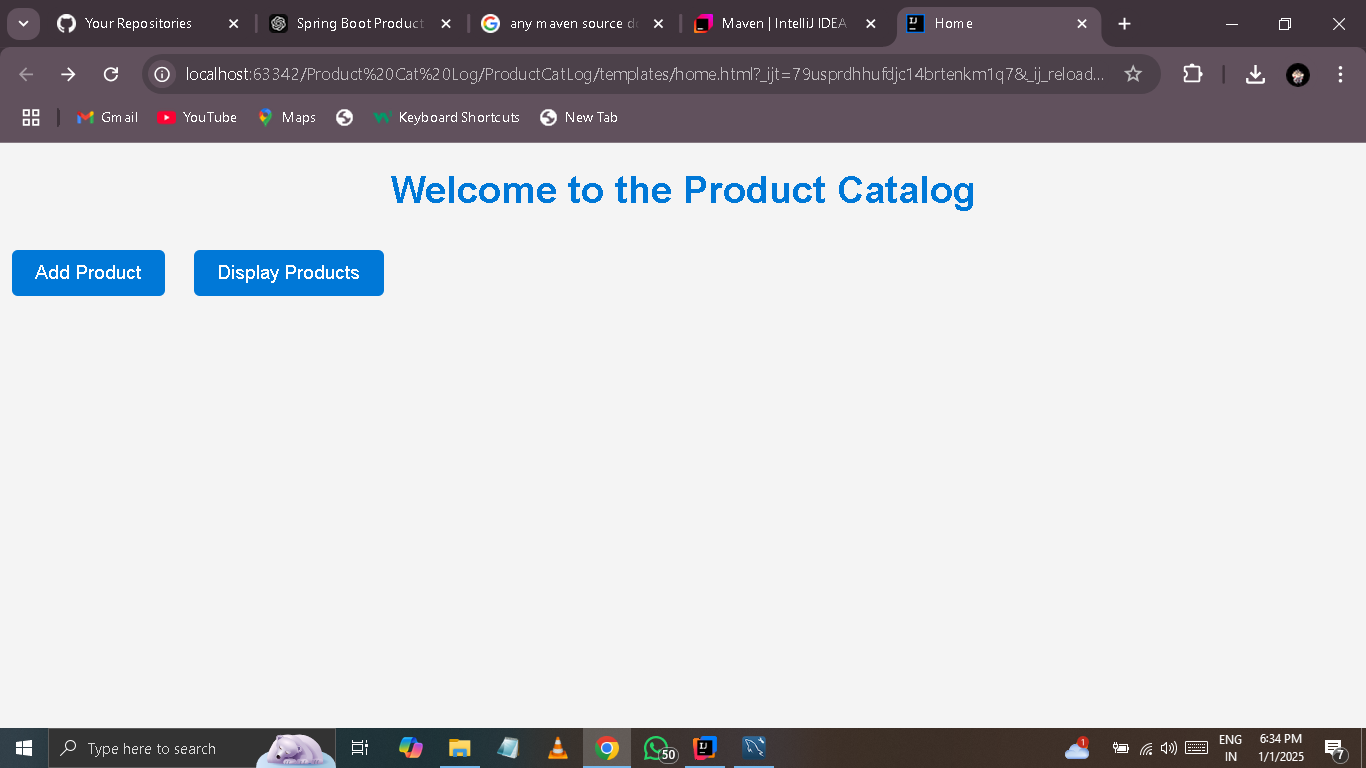 Your Repositories
Spring Boot Product
any maven source do
Maven | IntelliJ IDEA
Home
localhost:63342/Product%20Cat%20Log/ProductCatLog/templates/home.html?_ijt=79usprdhhufdjc14brtenkm1q7&_ij_reload...
Gmail
YouTube
Maps
Keyboard Shortcuts
New Tab
Welcome to the Product Catalog
Add Product
Display Products
Type here to search
50
1
ENG
IN
6:34 PM
1/1/2025
7